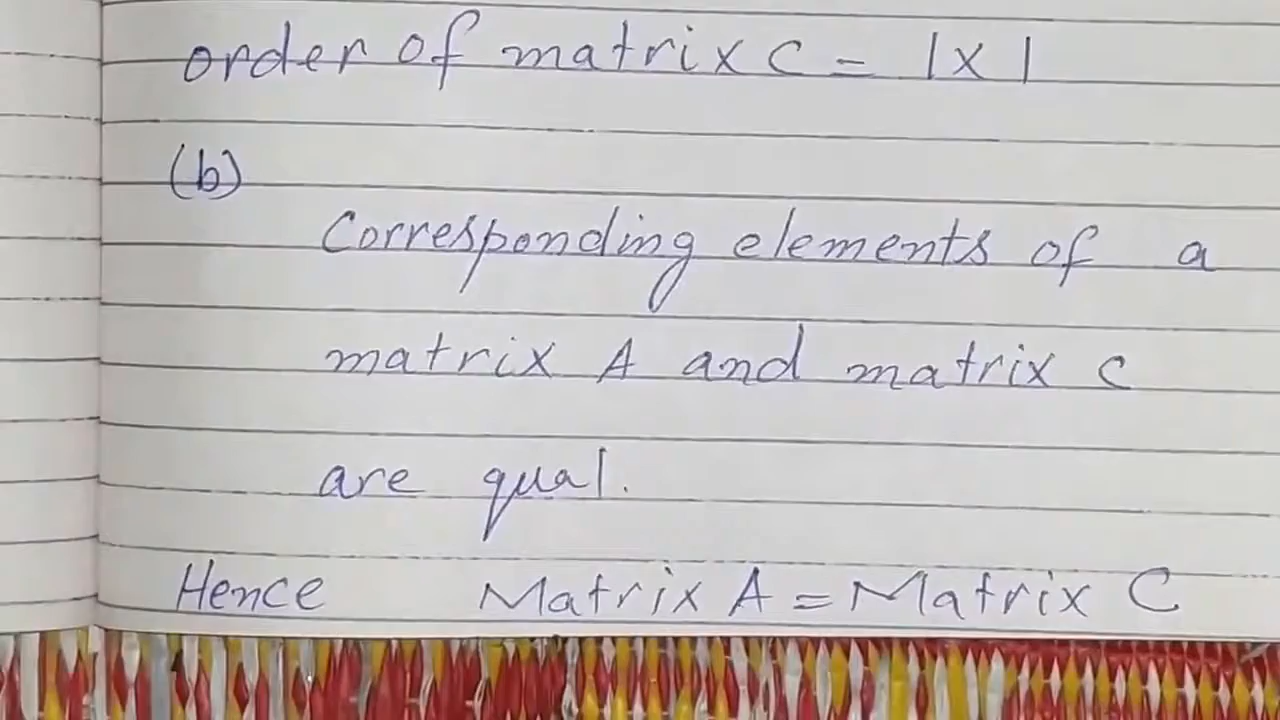 order of matrix C = 1x1
(b)
Corresponding elements of a
matrix A and matrix C
are qual.
Hence Matrix A = Matrix C